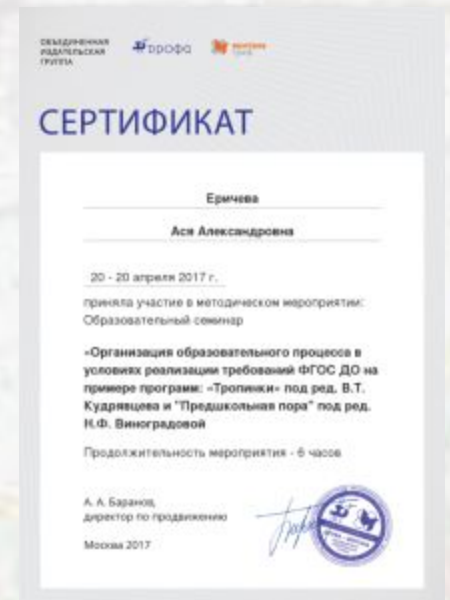 ОБЪЕДИНЕННАЯ
ИЗДАТЕЛЬСКАЯ
ГРУППА
дрофа
вентана
граф
СЕРТИФИКАТ
Еричева
Ася Александровна
20 - 20 апреля 2017 г.
приняла участие в методическом мероприятии:
Образовательный семинар
«Организация образовательного процесса в
условиях реализации требований ФГОС ДО на
примере программ: «Тропинки» под ред. В.Т.
Кудрявцева и "Предшкольная пора" под ред.
Н.Ф. Виноградовой
Продолжительность мероприятия - 6 часов
А. А. Баранов,
директор по продвижению
Москва 2017